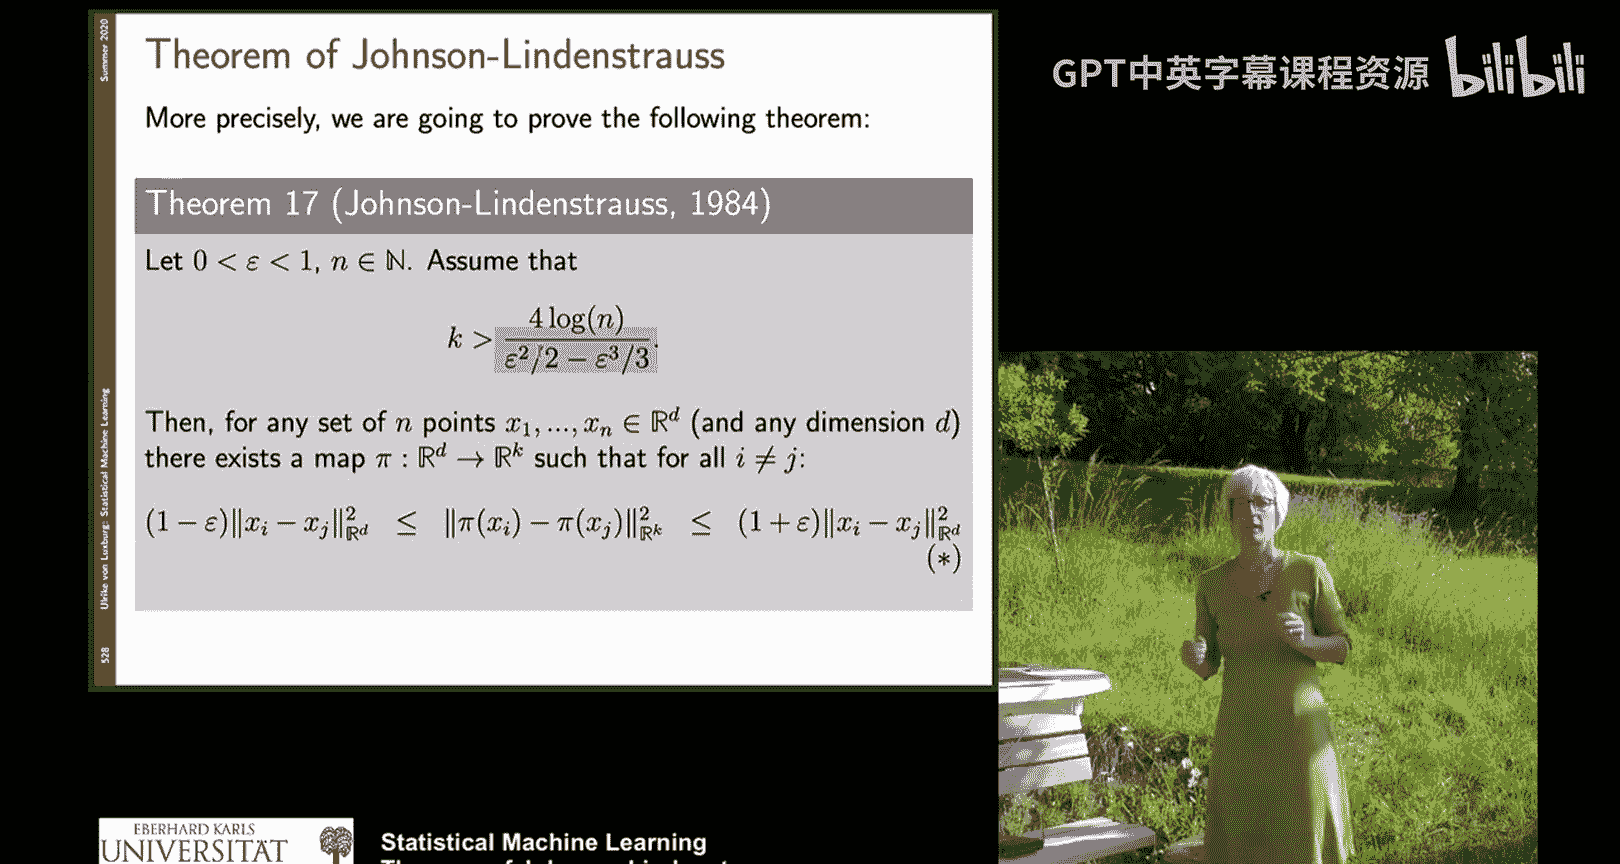 Theorem of Johnson-Lindenstrauss
More precisely, we are going to prove the following theorem:
Theorem 17 (Johnson-Lindenstrauss, 1984)
Let 0 < ε < 1, n ∈ ℕ. Assume that
k > 4 log(n) / (ε²/2 − ε³/3) .
Then, for any set of n points x₁, ..., xₙ ∈ ℝᵈ (and any dimension d)
there exists a map π : ℝᵈ → ℝᵏ such that for all i ≠ j:
(1 − ε)‖xᵢ − xⱼ‖²_ℝᵈ ≤ ‖π(xᵢ) − π(xⱼ)‖²_ℝᵏ ≤ (1 + ε)‖xᵢ − xⱼ‖²_ℝᵈ
(∗)
Summer 2020
Ulrike von Luxburg: Statistical Machine Learning
528
GPT中英字幕课程资源 bilibili
EBERHARD KARLS
UNIVERSITÄT
Statistical Machine Learning